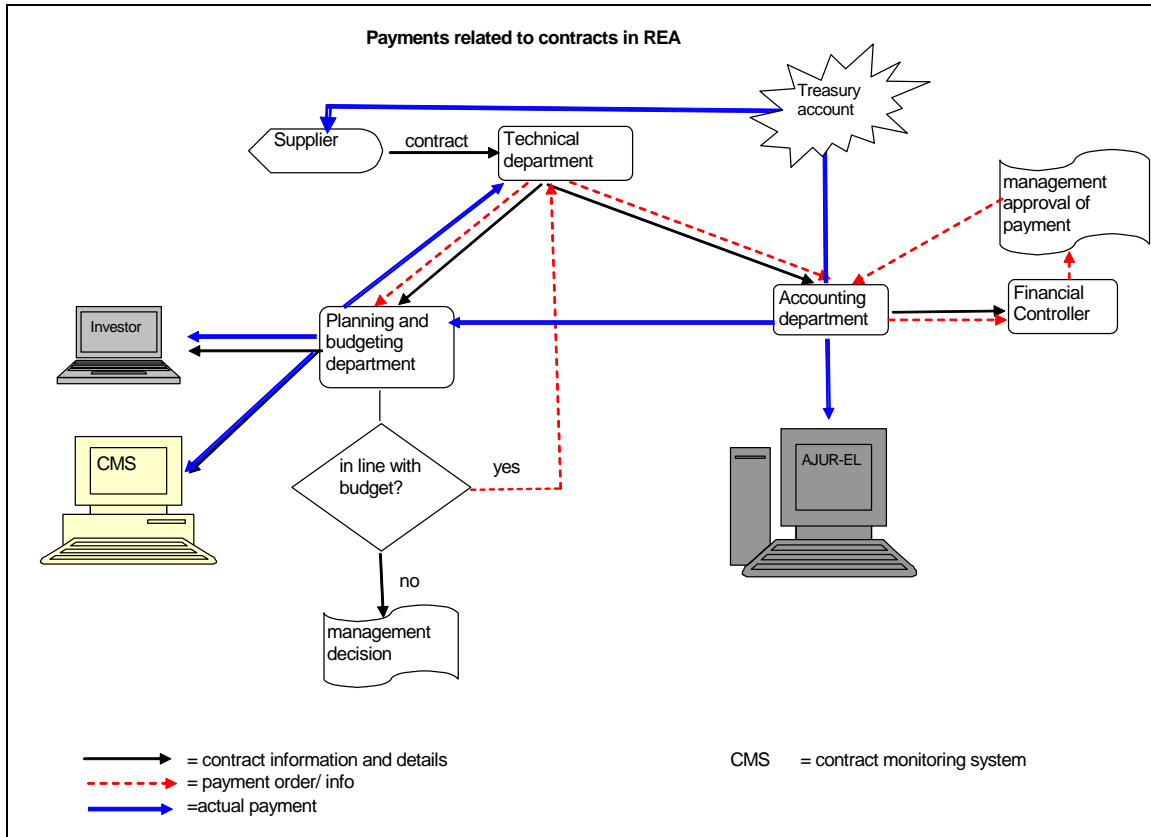 Payments related to contracts in REA
Treasury
account
Supplier
contract
Technical
department
management
approval of
payment
Investor
Planning and
budgeting
department
Accounting
department
Financial
Controller
CMS
in line with
budget?
yes
AJUR-EL
no
management
decision
= contract information and details
CMS = contract monitoring system
= payment order/ info
=actual payment